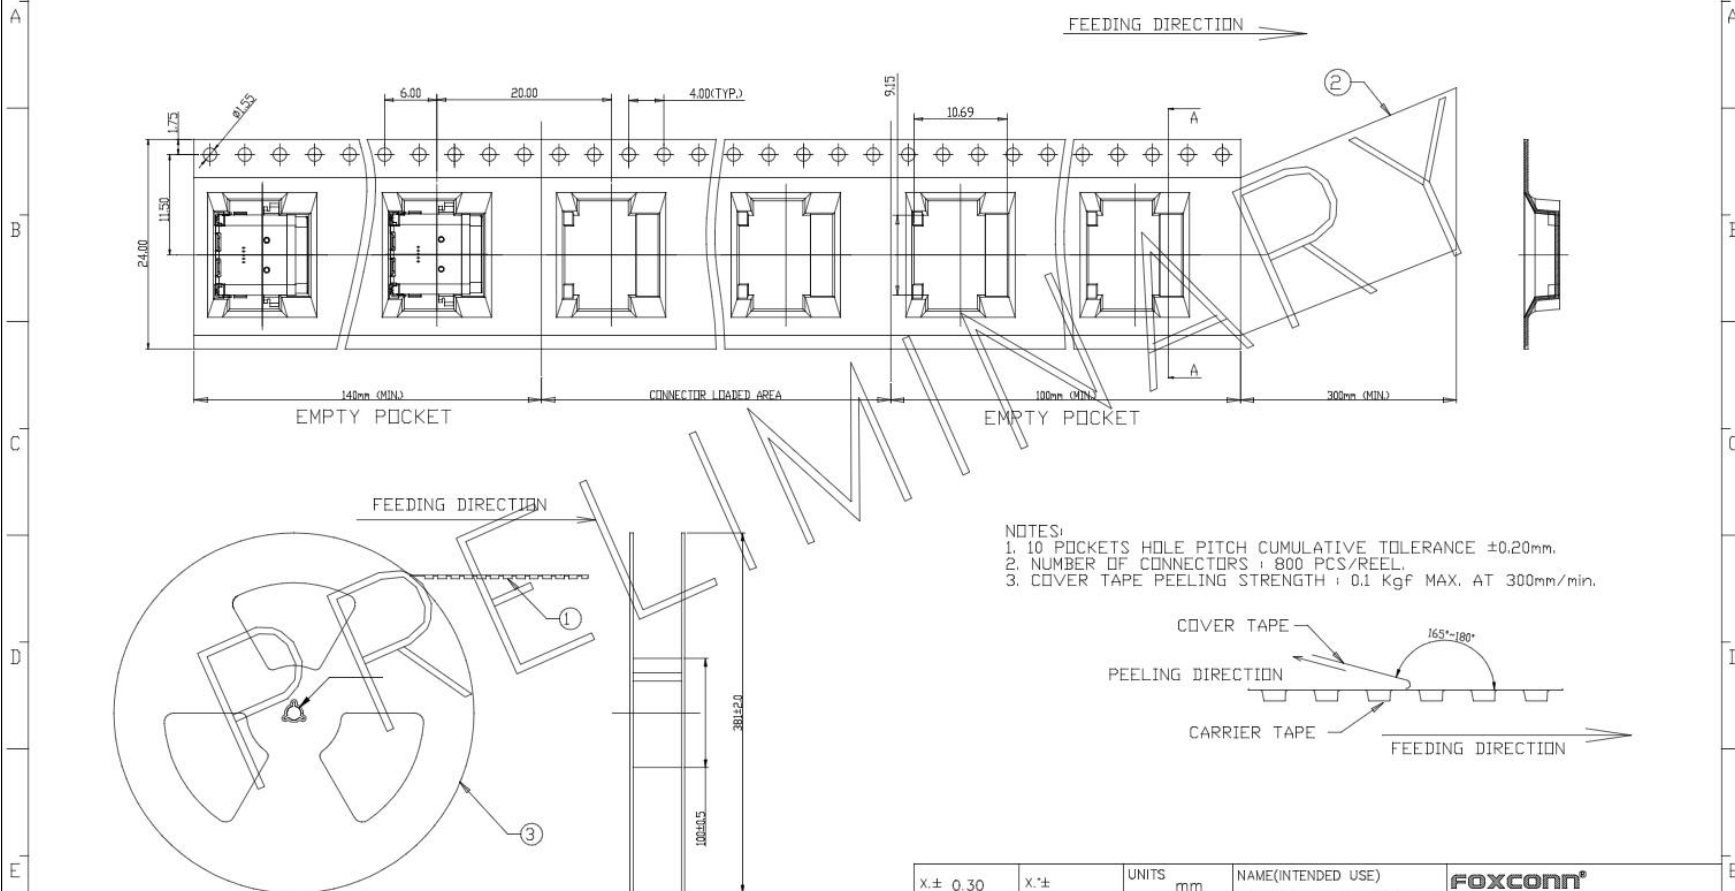 A
FEEDING DIRECTION
2
6.00
20.00
4.00(TYP.)
9.15
10.69
A
ø1.55
1.75
11.50
24.00
B
A
140mm (MIN.)
CONNECTOR LOADED AREA
100mm (MIN.)
300mm (MIN.)
EMPTY POCKET
EMPTY POCKET
C
PRELIMINARY
FEEDING DIRECTION
1
NOTES:
1. 10 POCKETS HOLE PITCH CUMULATIVE TOLERANCE ±0.20mm.
2. NUMBER OF CONNECTORS : 800 PCS/REEL.
3. COVER TAPE PEELING STRENGTH : 0.1 Kgf MAX. AT 300mm/min.
COVER TAPE
165°~180°
D
PEELING DIRECTION
381±2.0
CARRIER TAPE
FEEDING DIRECTION
3
100±0.5
E
X.± 0.30
X.°±
UNITS
mm
NAME(INTENDED USE)
FOXCONN®